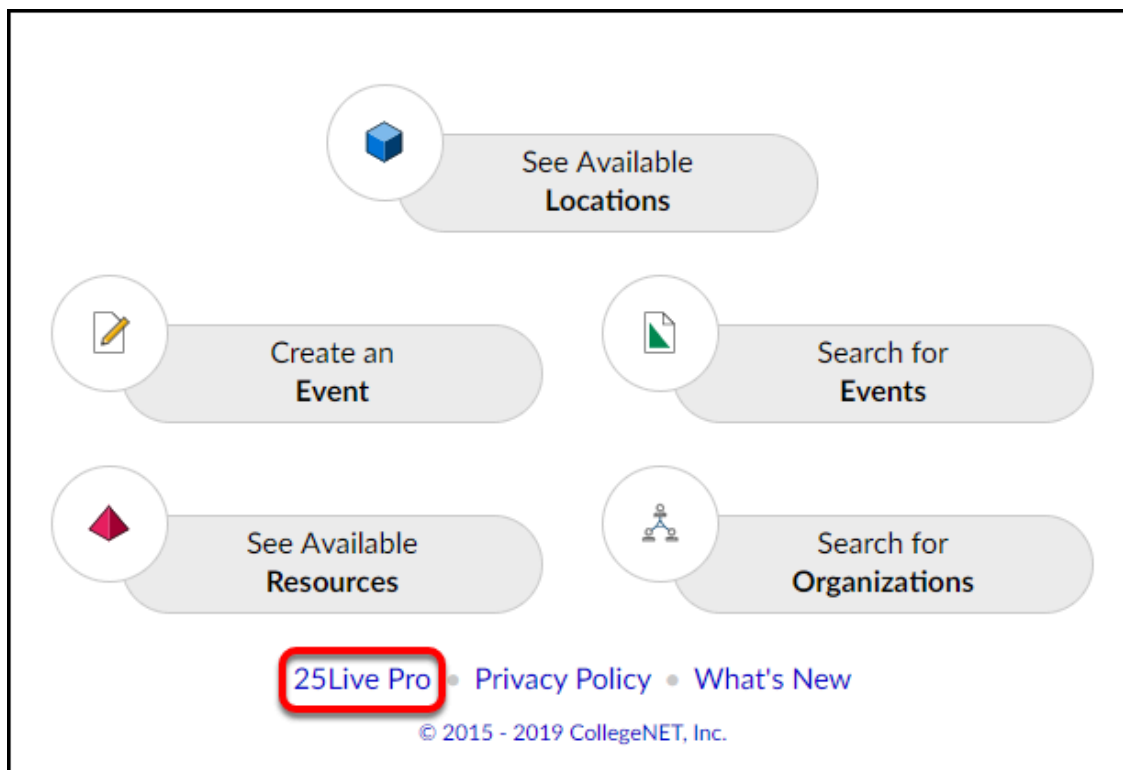 See Available
Locations
Create an
Event
Search for
Events
See Available
Resources
Search for
Organizations
25Live Pro • Privacy Policy • What's New
© 2015 - 2019 CollegeNET, Inc.